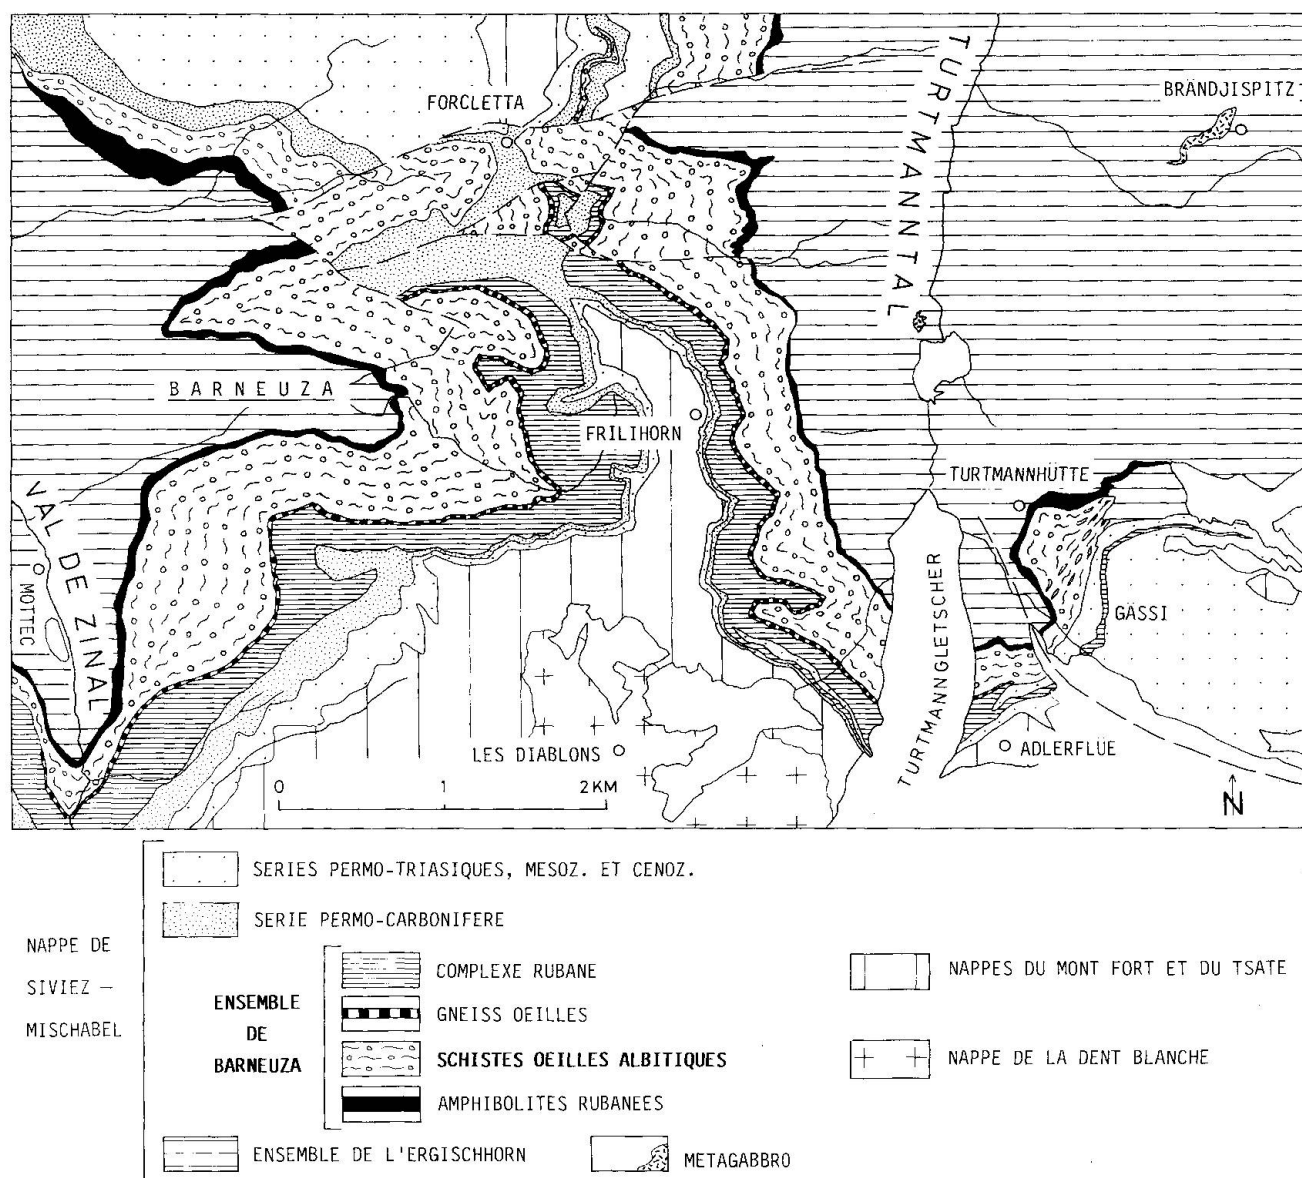 FORCLETTA
TURTMANNTAL
BRÄNDJISPITZ
BARNEUZA
FRILIHORN
TURTMANNHÜTTE
VAL DE ZINAL
MOTTEC
GÄSSI
TURTMANNGLETSCHER
LES DIABLONS
ADLERFLÜE
0 1 2 KM
N
SERIES PERMO-TRIASIQUES, MESOZ. ET CENOZ.
SERIE PERMO-CARBONIFERE
NAPPE DE
SIVIEZ –
MISCHABEL
ENSEMBLE
DE
BARNEUZA
COMPLEXE RUBANE
GNEISS OEILLES
SCHISTES OEILLES ALBITIQUES
AMPHIBOLITES RUBANEES
NAPPES DU MONT FORT ET DU TSATE
NAPPE DE LA DENT BLANCHE
ENSEMBLE DE L'ERGISCHHORN
METAGABBRO